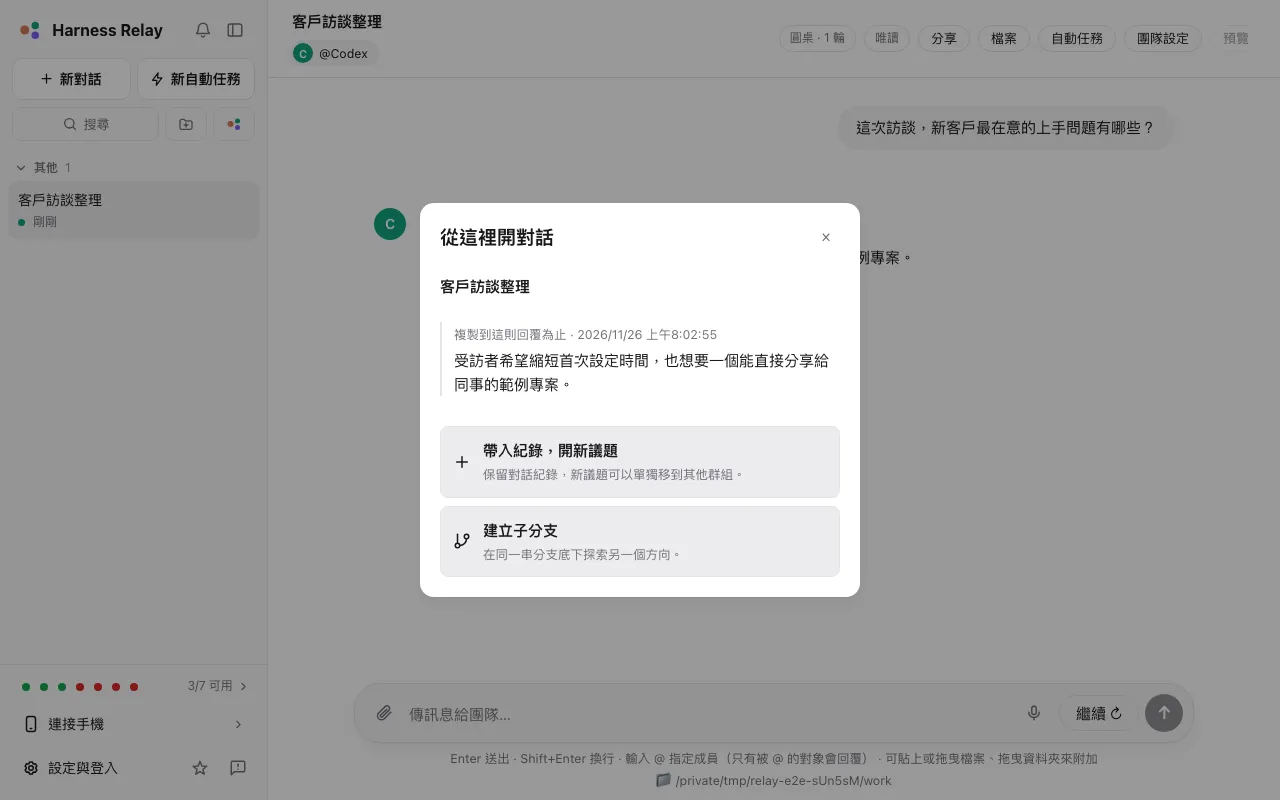 Harness Relay
新對話
新自動任務
搜尋
其他 1
客戶訪談整理
剛剛
3/7 可用
連接手機
設定與登入
客戶訪談整理
C @Codex
圓桌 · 1 輪
唯讀
分享
檔案
自動任務
團隊設定
預覽
這次訪談，新客戶最在意的上手問題有哪些？
C
例專案。
從這裡開對話
客戶訪談整理
複製到這則回覆為止 · 2026/11/26 上午8:02:55
受訪者希望縮短首次設定時間，也想要一個能直接分享給
同事的範例專案。
帶入紀錄，開新議題
保留對話紀錄，新議題可以單獨移到其他群組。
建立子分支
在同一串分支底下探索另一個方向。
傳訊息給團隊...
繼續
Enter 送出 · Shift+Enter 換行 · 輸入 @ 指定成員（只有被 @ 的對象會回覆） · 可貼上或拖曳檔案、拖曳資料夾來附加
/private/tmp/relay-e2e-sUn5sM/work